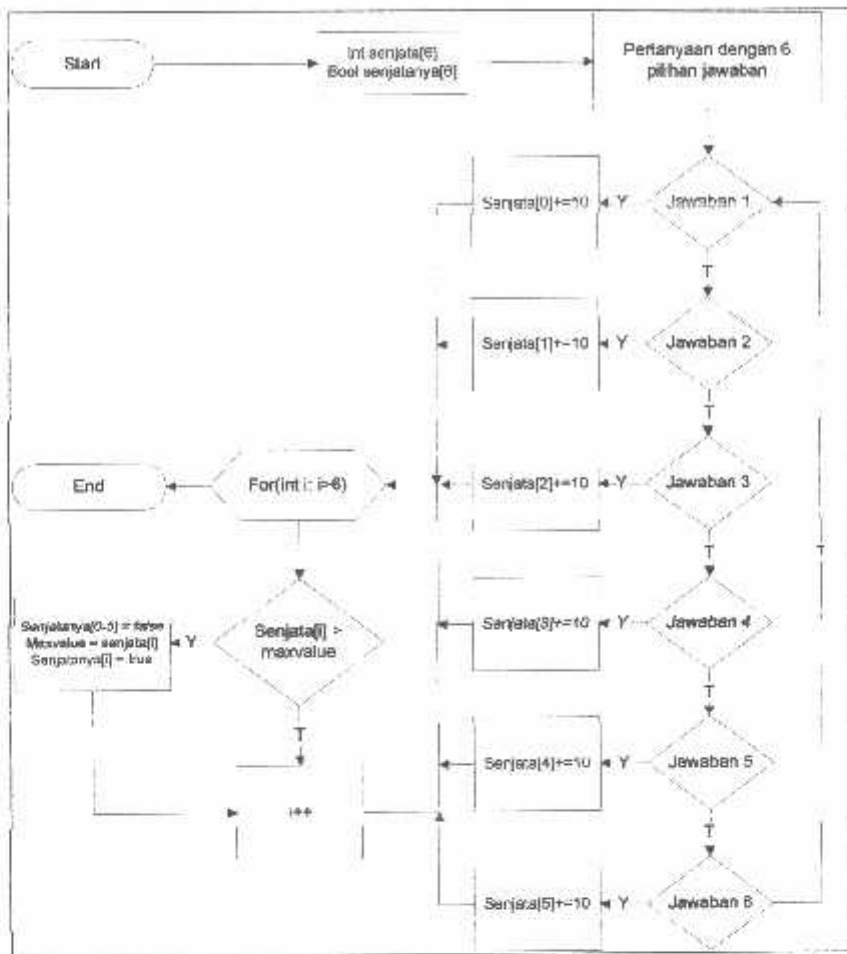 Start
Int senjata[6]
Bool senjatanya[6]
Pertanyaan dengan 6
pilihan jawaban
Senjata[0]+=10
Y
Jawaban 1
T
Senjata[1]+=10
Y
Jawaban 2
T
End
For(int i; i>6)
Senjata[2]+=10
Y
Jawaban 3
T
T
Senjatanya[0-5] = false
Maxvalue = senjata[i]
Senjatanya[i] = true
Y
Senjata[i] >
maxvalue
Senjata[3]+=10
Y
Jawaban 4
T
T
Senjata[4]+=10
Y
Jawaban 5
i++
T
Senjata[5]+=10
Y
Jawaban 6